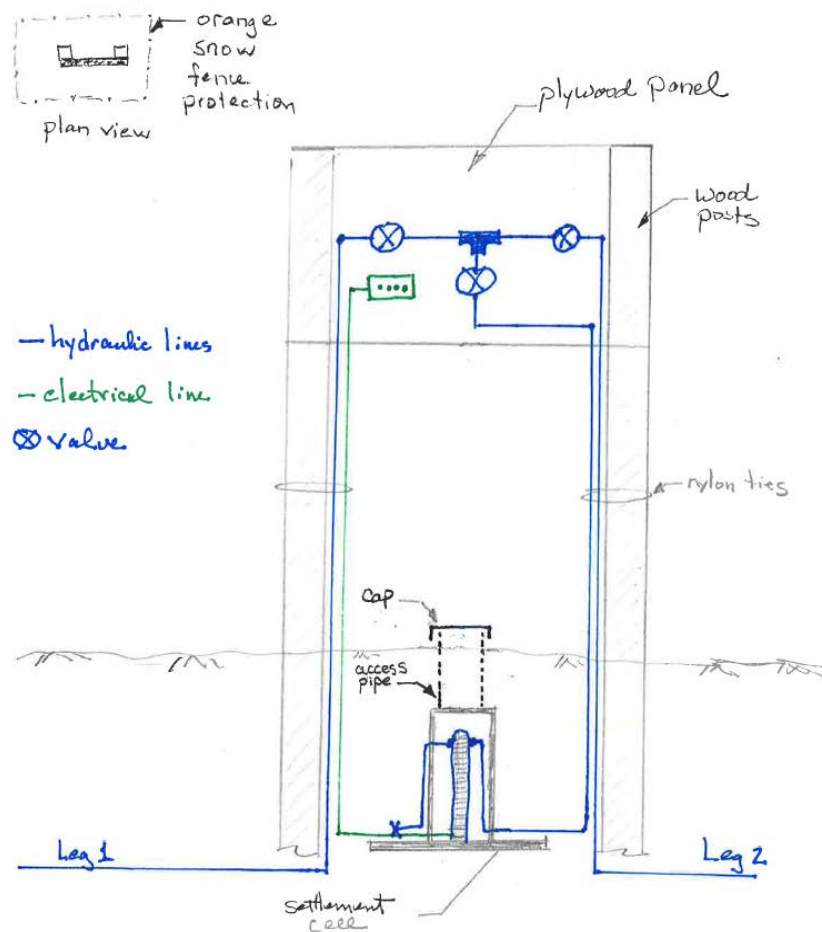 orange
snow
fence
protection
plan view
plywood panel
wood
posts
— hydraulic lines
- electrical line
⊗ valve
nylon ties
cap
access
pipe
Leg 1
Leg 2
settlement
cell